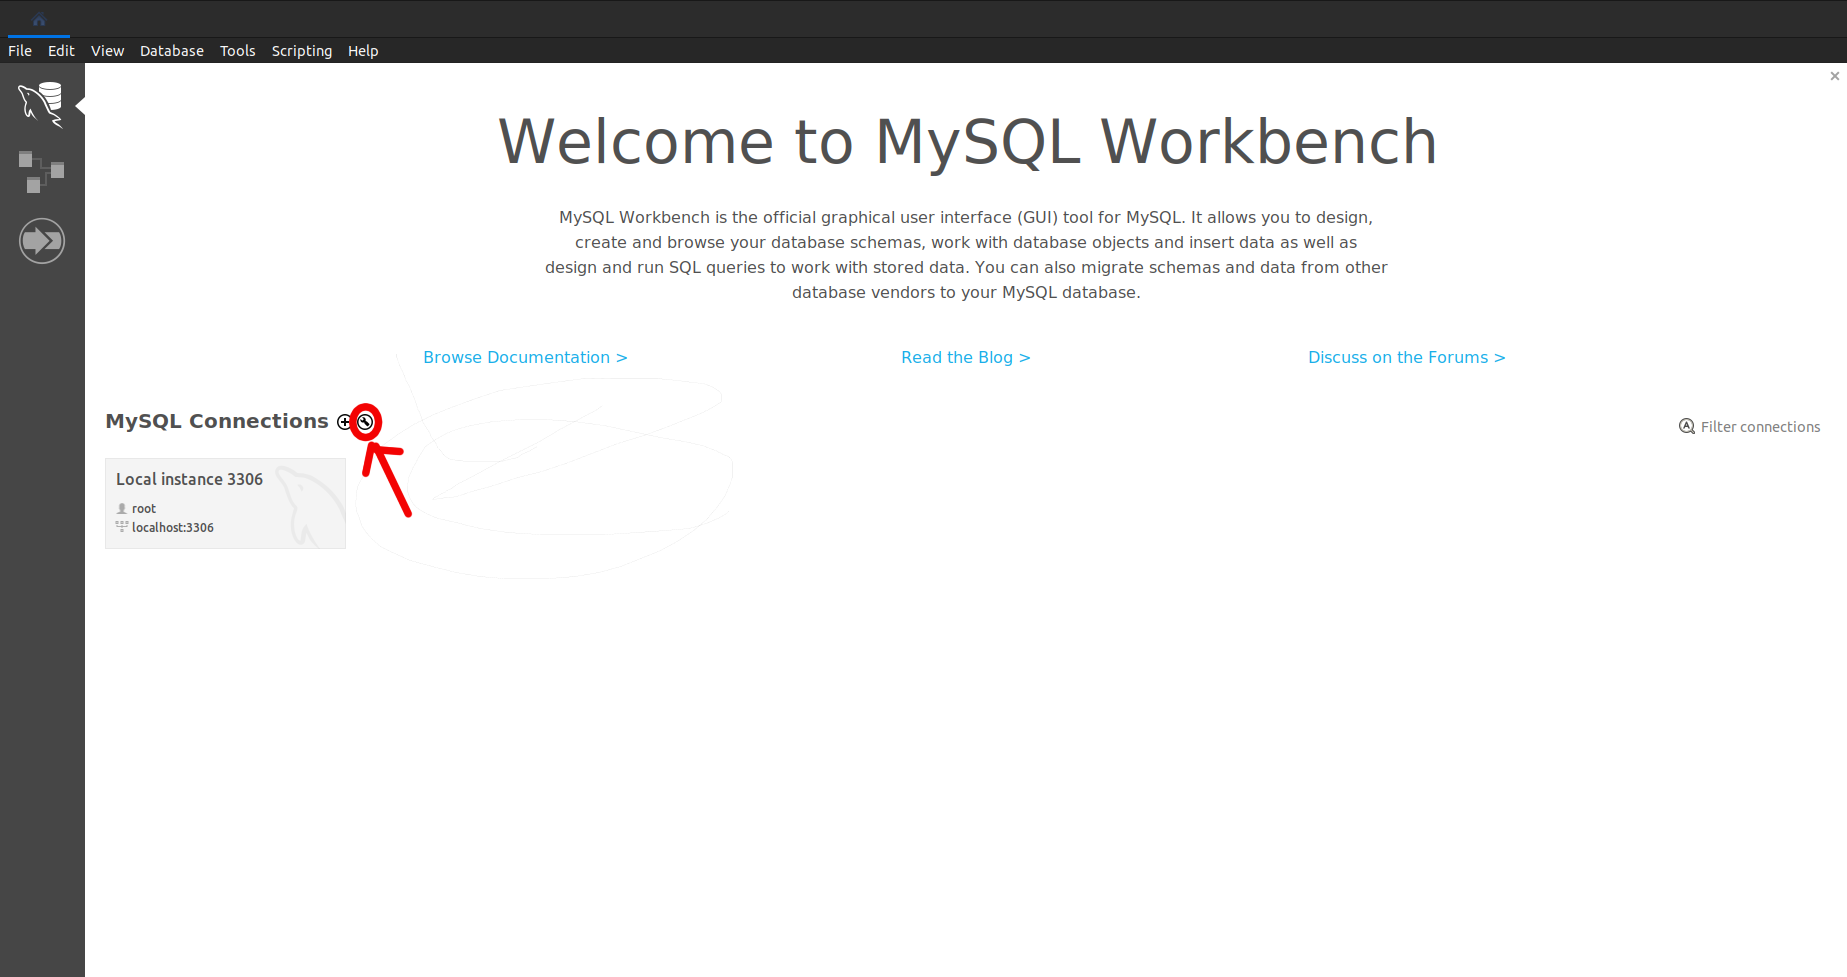 File Edit View Database Tools Scripting Help
Welcome to MySQL Workbench
MySQL Workbench is the official graphical user interface (GUI) tool for MySQL. It allows you to design,
create and browse your database schemas, work with database objects and insert data as well as
design and run SQL queries to work with stored data. You can also migrate schemas and data from other
database vendors to your MySQL database.
Browse Documentation > Read the Blog > Discuss on the Forums >
MySQL Connections
Filter connections
Local instance 3306
root
localhost:3306